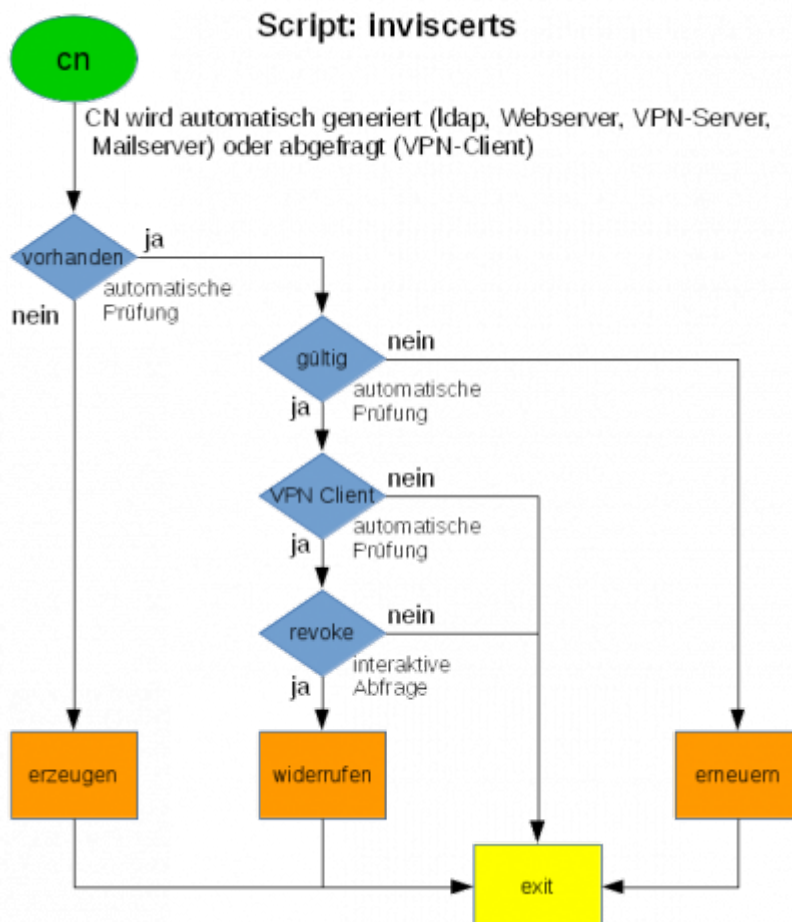 Script: inviscerts
cn
CN wird automatisch generiert (ldap, Webserver, VPN-Server,
Mailserver) oder abgefragt (VPN-Client)
vorhanden
ja
automatische
Prüfung
nein
gültig
nein
automatische
Prüfung
ja
VPN Client
nein
automatische
Prüfung
ja
revoke
nein
interaktive
Abfrage
ja
erzeugen
widerrufen
erneuern
exit